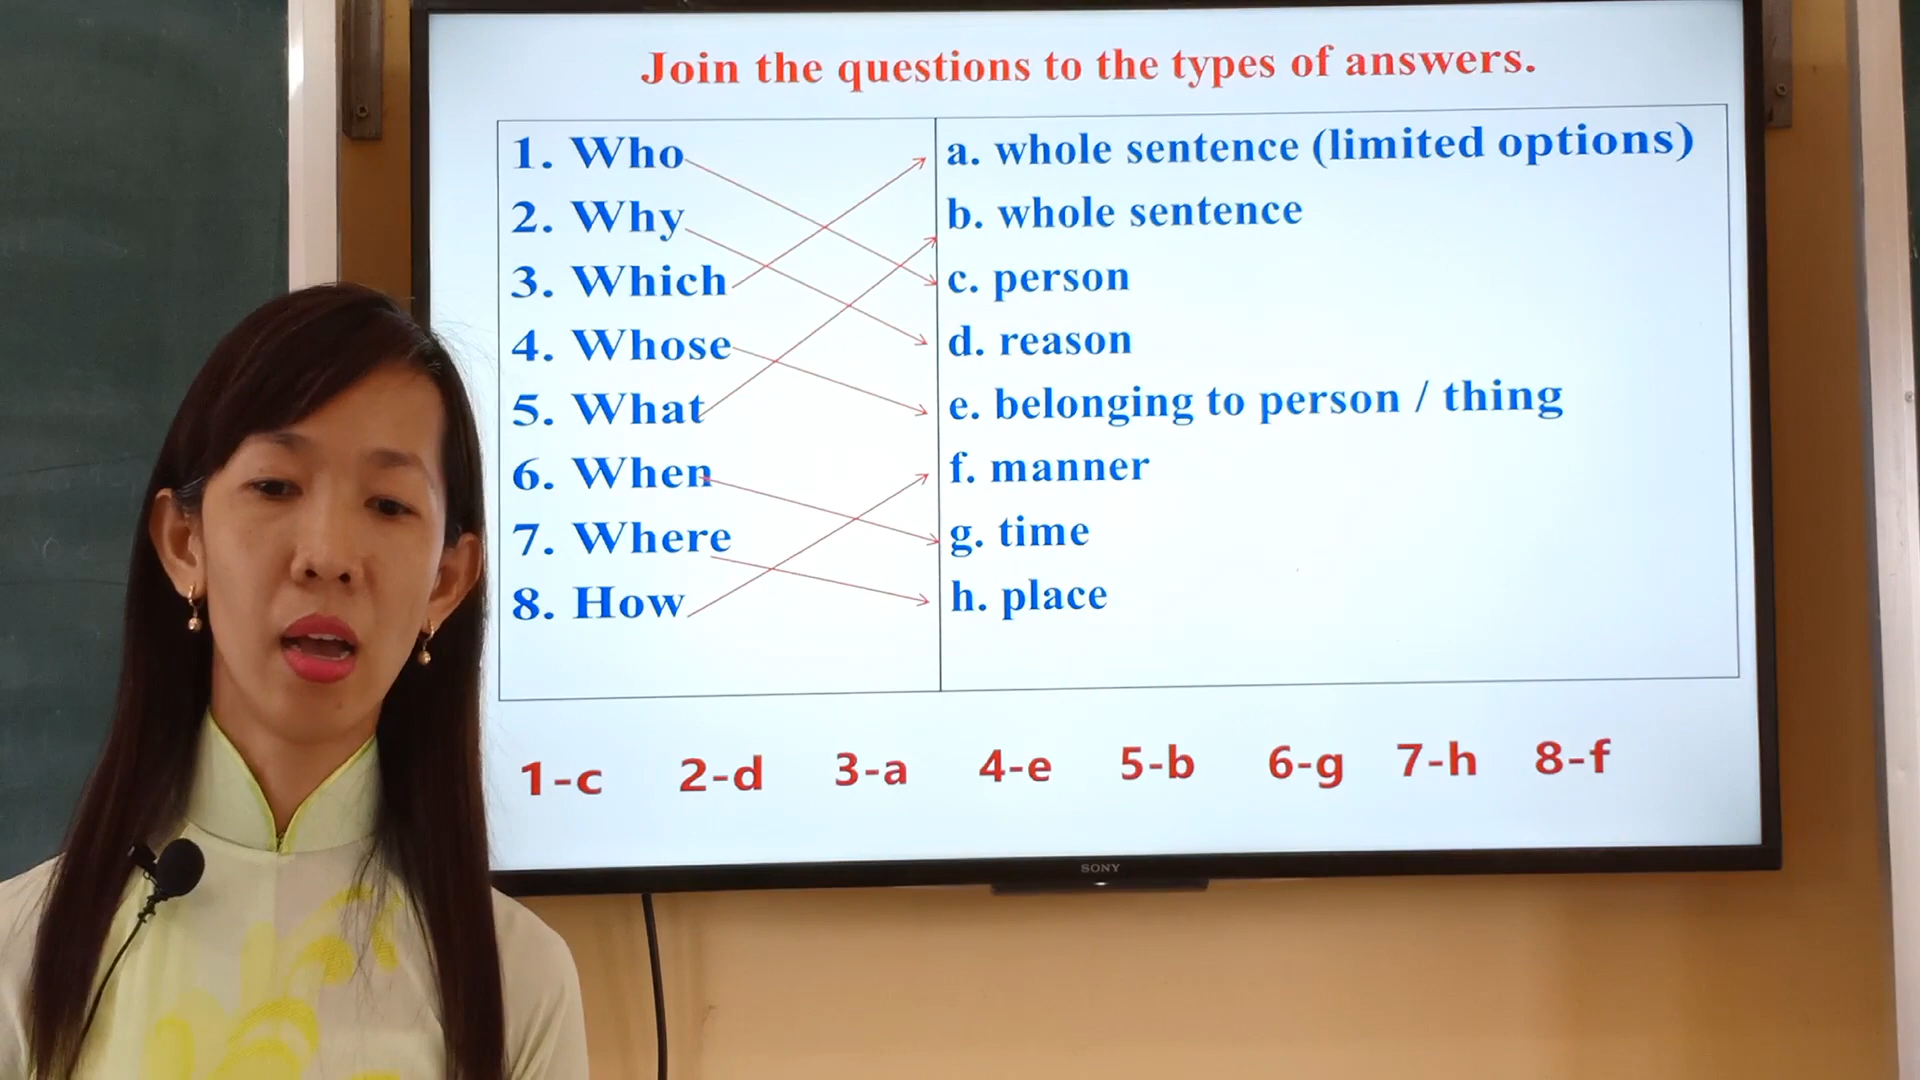 Join the questions to the types of answers.
1. Who
2. Why
3. Which
4. Whose
5. What
6. When
7. Where
8. How
a. whole sentence (limited options)
b. whole sentence
c. person
d. reason
e. belonging to person / thing
f. manner
g. time
h. place
1-c 2-d 3-a 4-e 5-b 6-g 7-h 8-f
SONY